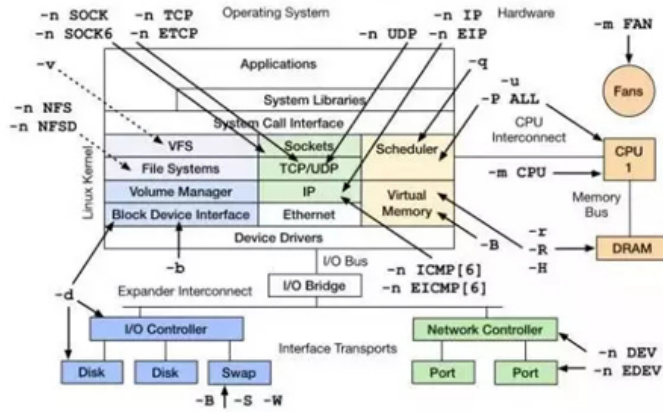 -n SOCK -n TCP Operating System -n IP Hardware
-n SOCK6 -n ETCP -n UDP -n EIP
-m FAN
Applications
-v
-q
-u
-P ALL
Fans
System Libraries
-n NFS
-n NFSD
System Call Interface
CPU Interconnect
VFS
Sockets
Scheduler
File Systems
TCP/UDP
CPU 1
Linux Kernel
Volume Manager
IP
Virtual Memory
-m CPU
Memory Bus
Block Device Interface
Ethernet
-r
-R
-H
DRAM
Device Drivers
-B
-b
I/O Bus
-n ICMP[6]
-n EICMP[6]
-d
Expander Interconnect
I/O Bridge
I/O Controller
Network Controller
Interface Transports
-n DEV
-n EDEV
Disk
Disk
Swap
Port
Port
-B -S -W